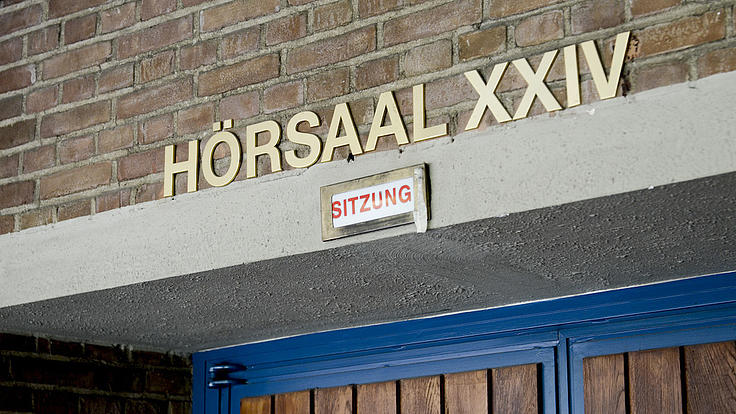 HÖRSAAL XXIV
SITZUNG